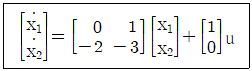 [ẋ₁ ẋ₂] = [0 1 −2 −3] [x₁ x₂] + [1 0] u